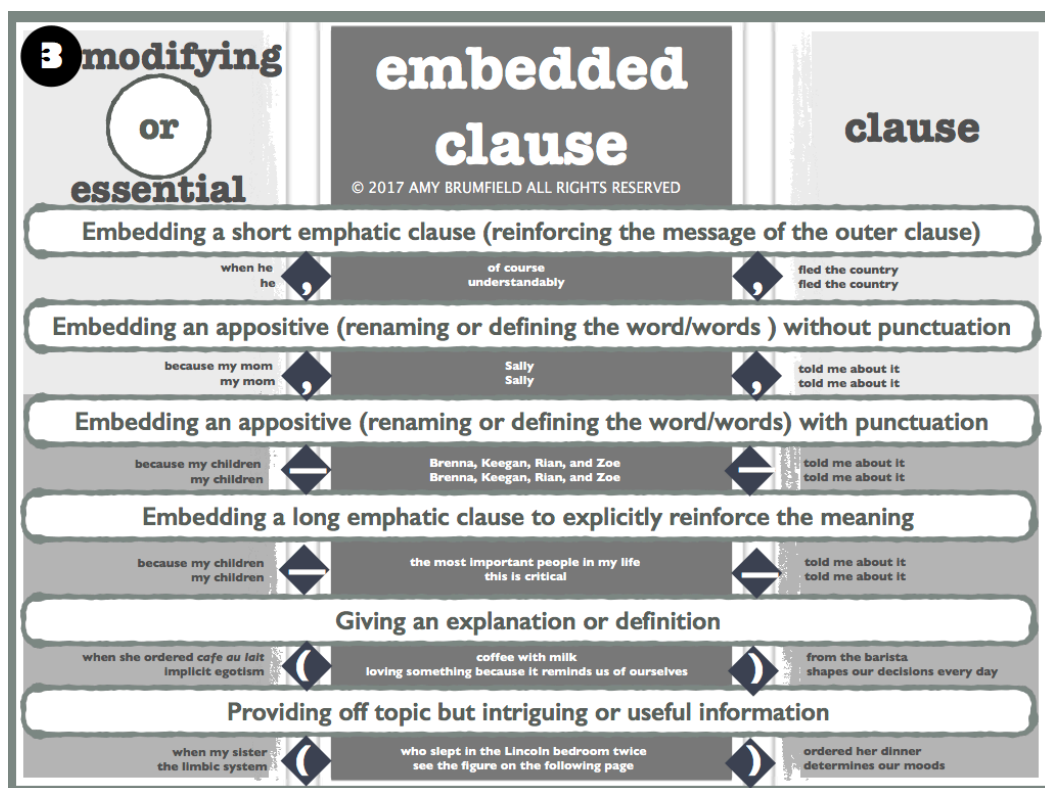 3 modifying
or
essential
embedded
clause
© 2017 AMY BRUMFIELD ALL RIGHTS RESERVED
clause
Embedding a short emphatic clause (reinforcing the message of the outer clause)
when he , of course , fled the country
he understandably fled the country
Embedding an appositive (renaming or defining the word/words ) without punctuation
because my mom , Sally , told me about it
my mom Sally told me about it
Embedding an appositive (renaming or defining the word/words) with punctuation
because my children — Brenna, Keegan, Rian, and Zoe — told me about it
my children Brenna, Keegan, Rian, and Zoe told me about it
Embedding a long emphatic clause to explicitly reinforce the meaning
because my children — the most important people in my life — told me about it
my children this is critical told me about it
Giving an explanation or definition
when she ordered cafe au lait ( coffee with milk ) from the barista
implicit egotism loving something because it reminds us of ourselves shapes our decisions every day
Providing off topic but intriguing or useful information
when my sister ( who slept in the Lincoln bedroom twice ) ordered her dinner
the limbic system see the figure on the following page determines our moods